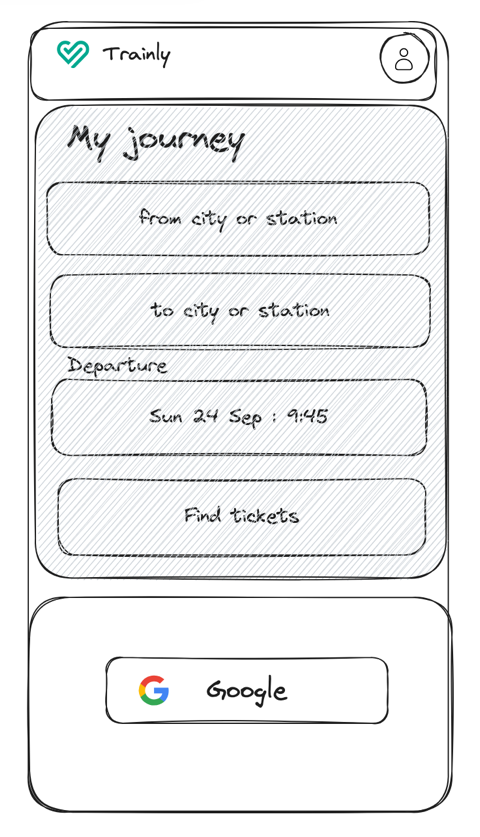 Trainly
My journey
from city or station
to city or station
Departure
Sun 24 Sep : 9:45
Find tickets
Google